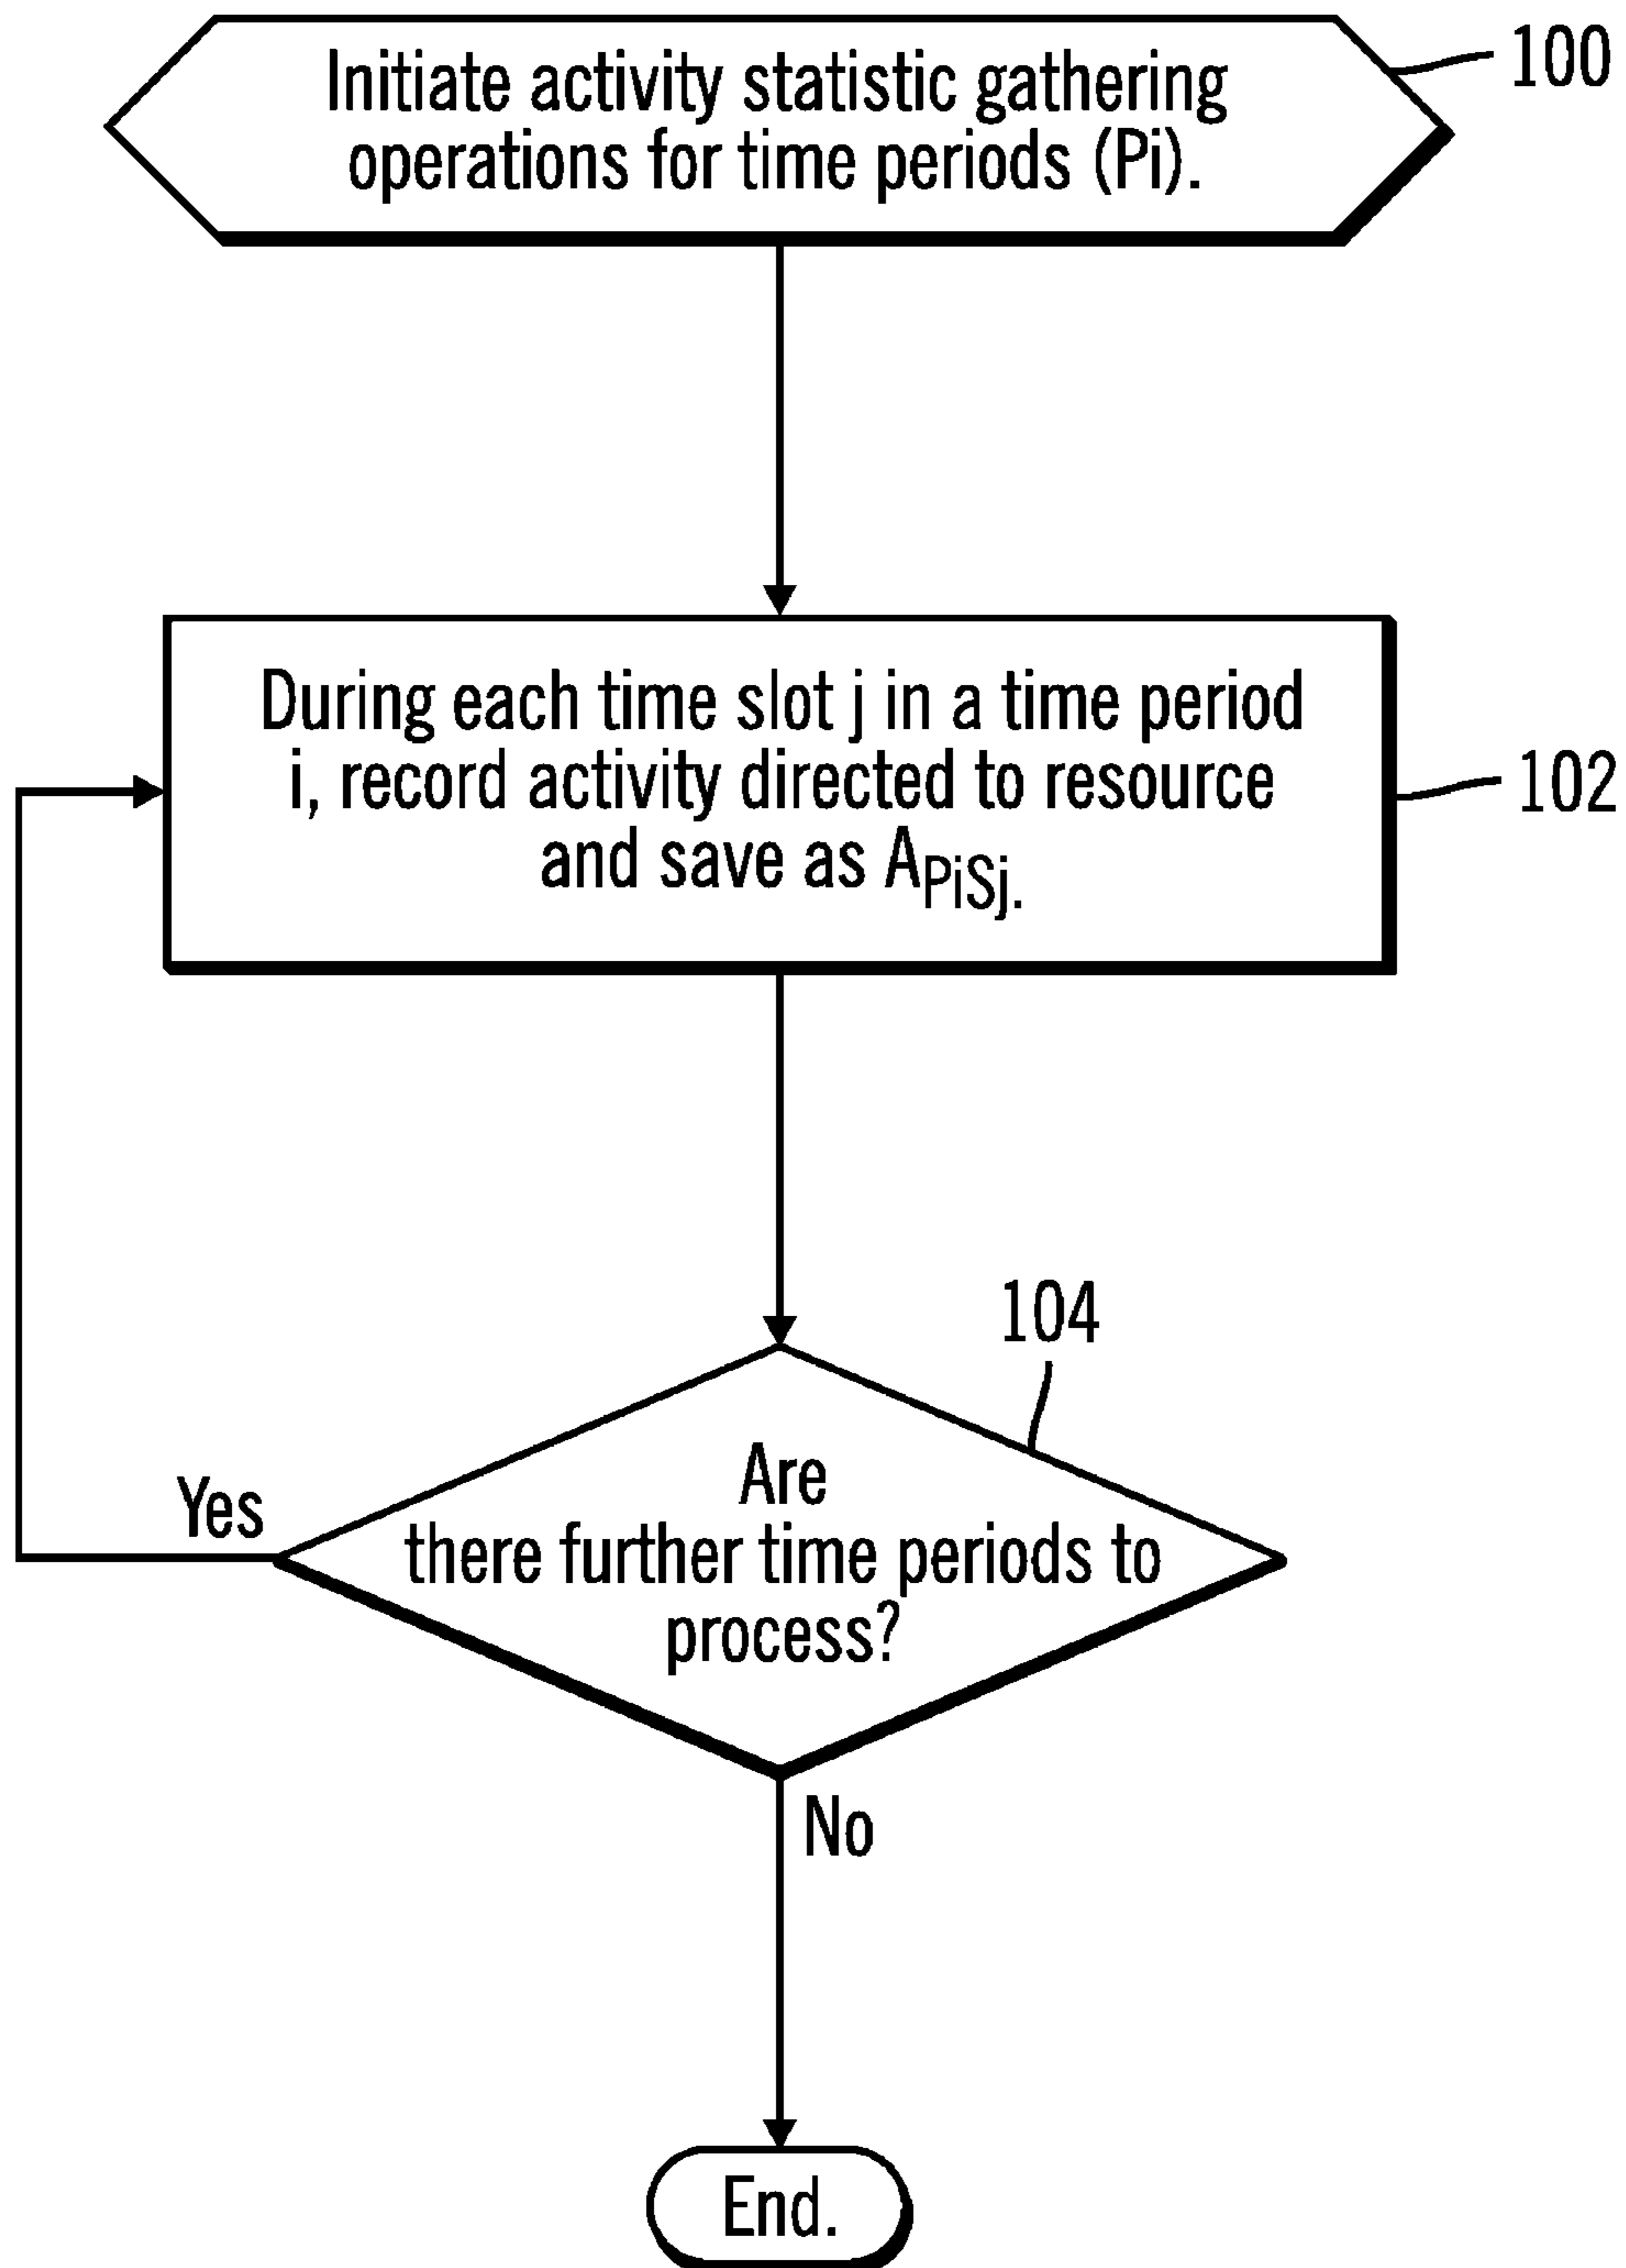 Initiate activity statistic gathering
operations for time periods (Pi).
100
During each time slot j in a time period
i, record activity directed to resource
and save as APiSj.
102
104
Are
there further time periods to
process?
Yes
No
End.